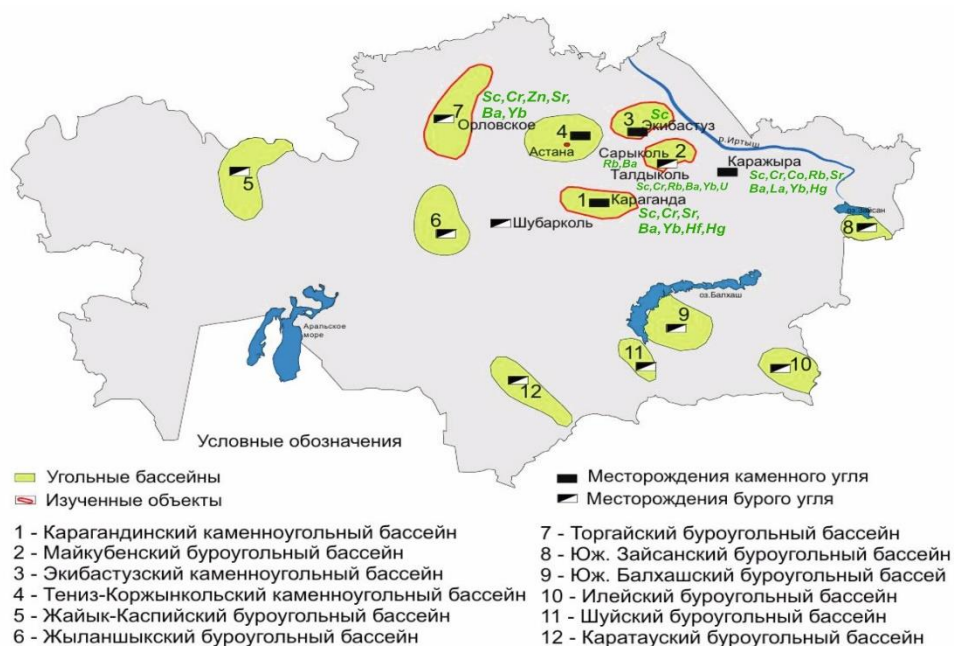 7
Sc,Cr,Zn,Sr,
Ba,Yb
Орловское
4
Астана
3
Sc
Экибастуз
р.Иртыш
Сарыколь
2
Rb,Ba
Талдыколь
Sc,Cr,Rb,Ba,Yb,U
Каражыра
Sc,Cr,Co,Rb,Sr,
Ba,La,Yb,Hg
5
1
Караганда
Sc,Cr,Sr,
Ba,Yb,Hf,Hg
6
Шубарколь
оз.Зайсан
8
оз.Балхаш
9
Аральское
море
11
10
12
Условные обозначения
Угольные бассейны
Изученные объекты
Месторождения каменного угля
Месторождения бурого угля
1 - Карагандинский каменноугольный бассейн
2 - Майкубенский буроугольный бассейн
3 - Экибастузский каменноугольный бассейн
4 - Тениз-Коржынкольский каменноугольный бассейн
5 - Жайык-Каспийский буроугольный бассейн
6 - Жыланшыкский буроугольный бассейн
7 - Торгайский буроугольный бассейн
8 - Юж. Зайсанский буроугольный бассейн
9 - Юж. Балхашский буроугольный бассей
10 - Илейский буроугольный бассейн
11 - Шуйский буроугольный бассейн
12 - Каратауский буроугольный бассейн